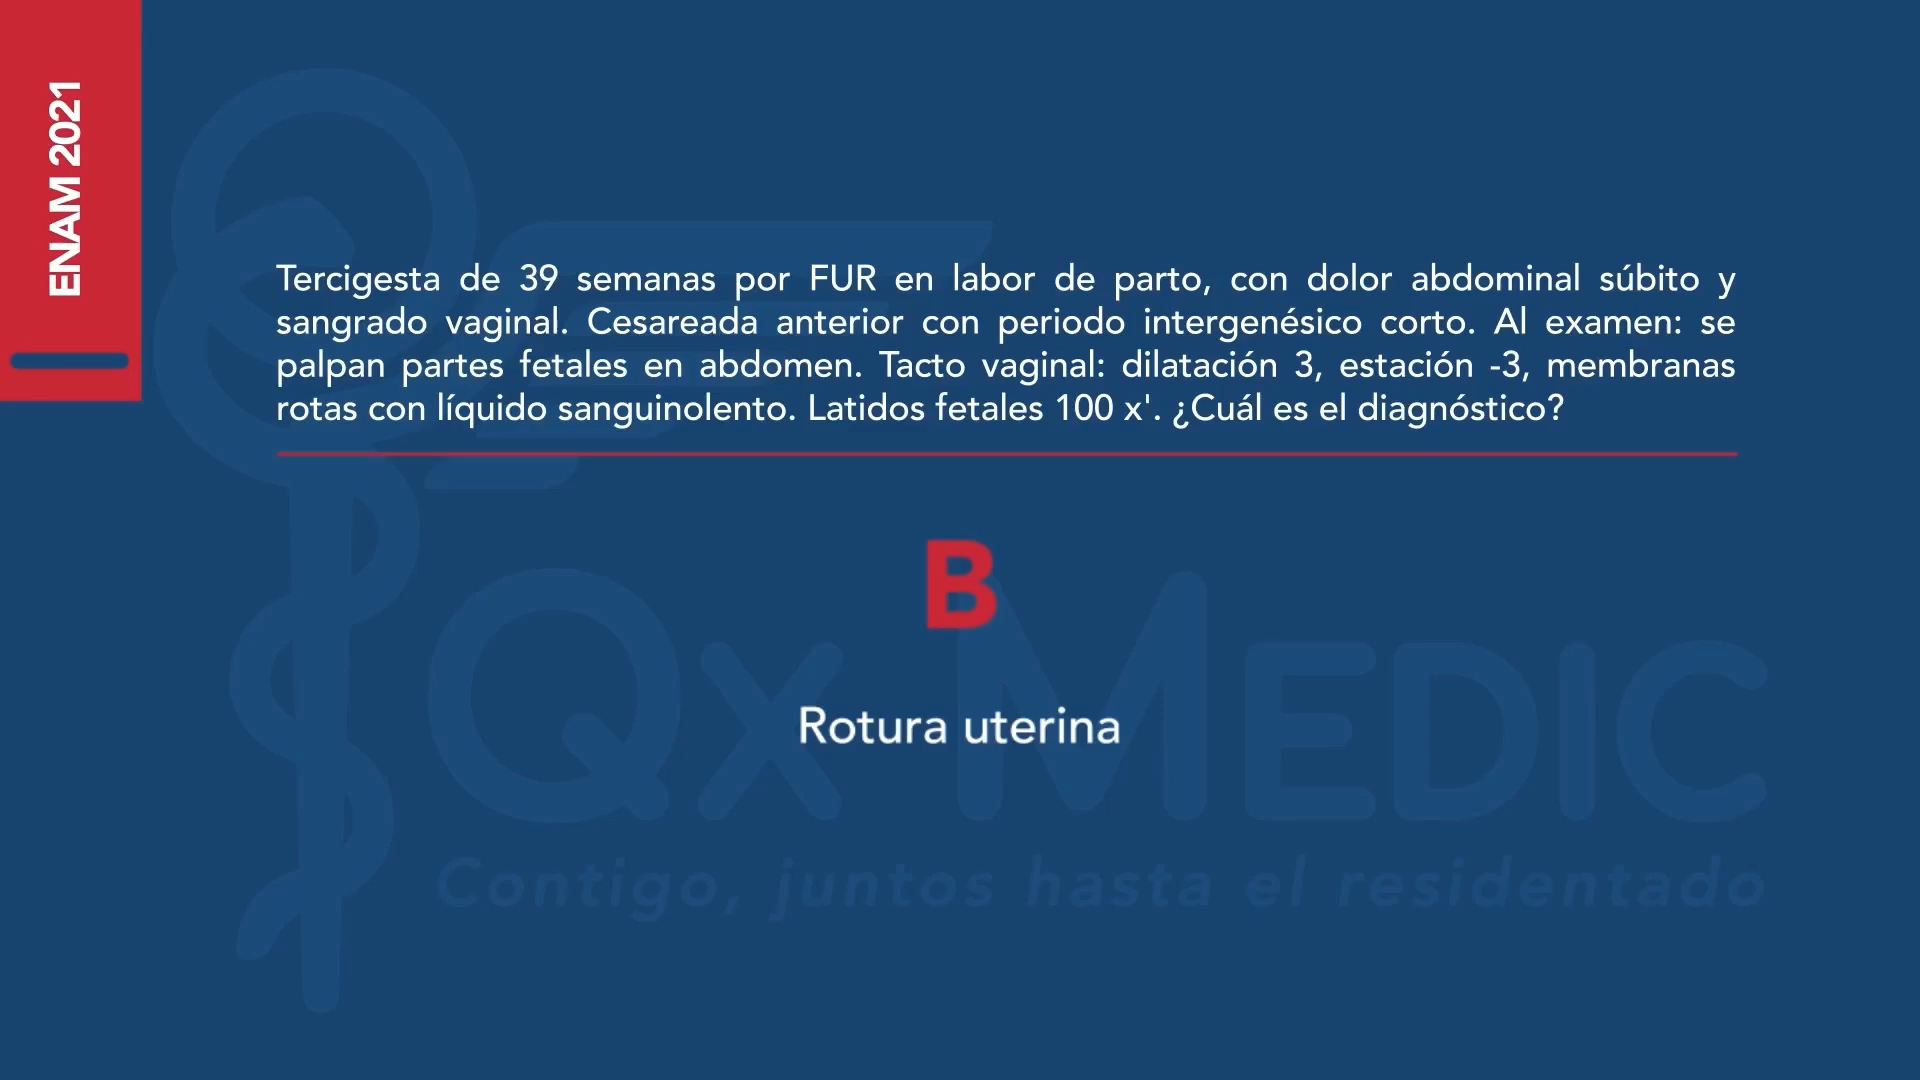 ENAM 2021
Tercigesta de 39 semanas por FUR en labor de parto, con dolor abdominal súbito y
sangrado vaginal. Cesareada anterior con periodo intergenésico corto. Al examen: se
palpan partes fetales en abdomen. Tacto vaginal: dilatación 3, estación -3, membranas
rotas con líquido sanguinolento. Latidos fetales 100 x'. ¿Cuál es el diagnóstico?
B
Rotura uterina
Qx MEDIC
Contigo, juntos hasta el residentado